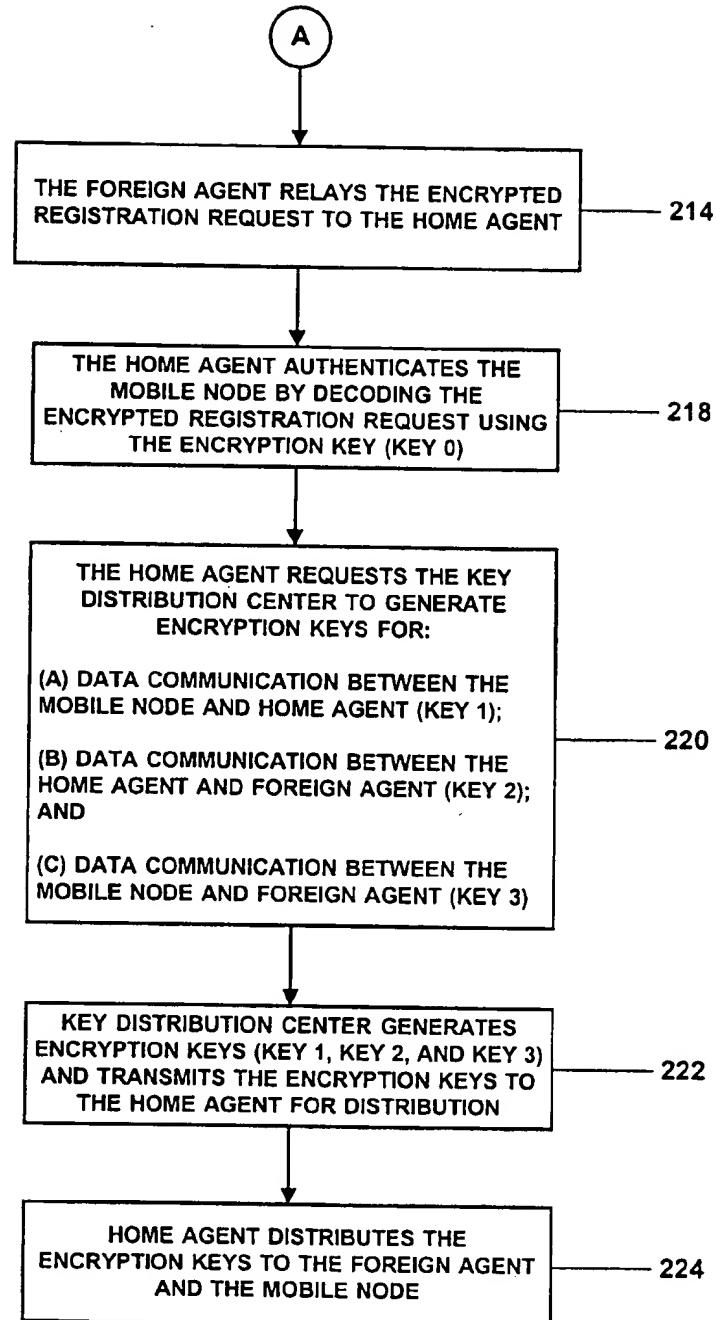 A
THE FOREIGN AGENT RELAYS THE ENCRYPTED
REGISTRATION REQUEST TO THE HOME AGENT
214
THE HOME AGENT AUTHENTICATES THE
MOBILE NODE BY DECODING THE
ENCRYPTED REGISTRATION REQUEST USING
THE ENCRYPTION KEY (KEY 0)
218
THE HOME AGENT REQUESTS THE KEY
DISTRIBUTION CENTER TO GENERATE
ENCRYPTION KEYS FOR:
(A) DATA COMMUNICATION BETWEEN THE
MOBILE NODE AND HOME AGENT (KEY 1);
(B) DATA COMMUNICATION BETWEEN THE
HOME AGENT AND FOREIGN AGENT (KEY 2);
AND
(C) DATA COMMUNICATION BETWEEN THE
MOBILE NODE AND FOREIGN AGENT (KEY 3)
220
KEY DISTRIBUTION CENTER GENERATES
ENCRYPTION KEYS (KEY 1, KEY 2, AND KEY 3)
AND TRANSMITS THE ENCRYPTION KEYS TO
THE HOME AGENT FOR DISTRIBUTION
222
HOME AGENT DISTRIBUTES THE
ENCRYPTION KEYS TO THE FOREIGN AGENT
AND THE MOBILE NODE
224